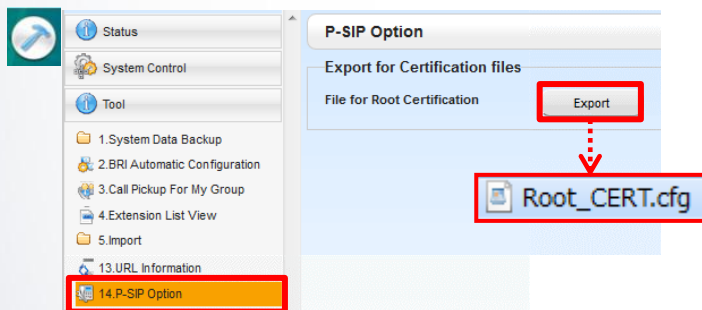 Status
System Control
Tool
1.System Data Backup
2.BRI Automatic Configuration
3.Call Pickup For My Group
4.Extension List View
5.Import
13.URL Information
14.P-SIP Option
P-SIP Option
Export for Certification files
File for Root Certification
Export
Root_CERT.cfg